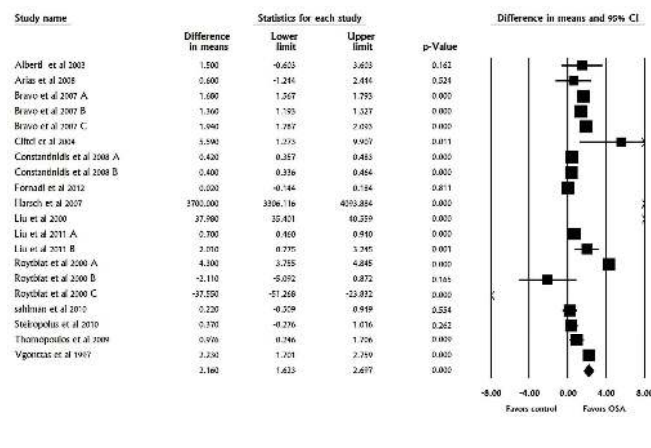 Study name Statistics for each study Difference in means and 95% CI
Difference in means Lower limit Upper limit p-Value
Alberti et al 2003 1.500 -0.603 3.603 0.162
Arias et al 2008 0.600 -1.244 2.444 0.524
Bravo et al 2007 A 1.680 1.567 1.793 0.000
Bravo et al 2007 B 1.360 1.193 1.527 0.000
Bravo et al 2007 C 1.940 1.787 2.093 0.000
Ciftci et al 2004 5.590 1.273 9.907 0.011
Constandnidis et al 2008 A 0.420 0.357 0.483 0.000
Constandnidis et al 2008 B 0.400 0.336 0.464 0.000
Fornadi et al 2012 0.020 -0.144 0.184 0.811
Harsch et al 2007 3700.000 3306.116 4093.884 0.000
Liu et al 2000 37.980 35.401 40.559 0.000
Liu et al 2011 A 0.700 0.460 0.940 0.000
Liu et al 2011 B 2.010 0.775 3.245 0.001
Roytblat et al 2000 A 4.300 3.755 4.845 0.000
Roytblat et al 2000 B -2.110 -5.092 0.872 0.165
Roytblat et al 2000 C -37.550 -51.268 -23.832 0.000
sahlman et al 2010 0.220 0.919 0.554
Steiropolus et al 2010 0.370 -0.276 1.016 0.262
Thomopoulos et al 2009 0.976 0.246 1.706 0.009
Vgontzas et al 1997 2.230 1.701 2.759 0.000
2.160 1.623 2.697 0.000
-8.00 -4.00 0.00 4.00 8.00
Favors control Favors OSA